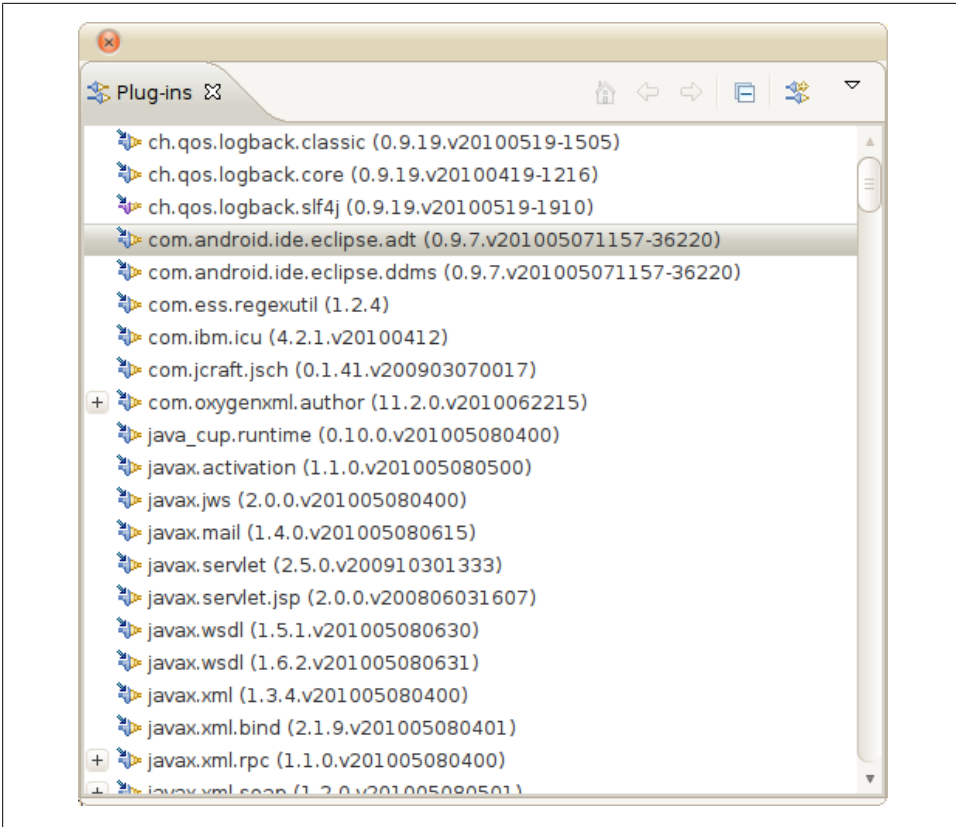 Plug-ins
ch.qos.logback.classic (0.9.19.v20100519-1505)
ch.qos.logback.core (0.9.19.v20100419-1216)
ch.qos.logback.slf4j (0.9.19.v20100519-1910)
com.android.ide.eclipse.adt (0.9.7.v201005071157-36220)
com.android.ide.eclipse.ddms (0.9.7.v201005071157-36220)
com.ess.regexutil (1.2.4)
com.ibm.icu (4.2.1.v20100412)
com.jcraft.jsch (0.1.41.v200903070017)
com.oxygenxml.author (11.2.0.v2010062215)
java_cup.runtime (0.10.0.v201005080400)
javax.activation (1.1.0.v201005080500)
javax.jws (2.0.0.v201005080400)
javax.mail (1.4.0.v201005080615)
javax.servlet (2.5.0.v200910301333)
javax.servlet.jsp (2.0.0.v200806031607)
javax.wsdl (1.5.1.v201005080630)
javax.wsdl (1.6.2.v201005080631)
javax.xml (1.3.4.v201005080400)
javax.xml.bind (2.1.9.v201005080401)
javax.xml.rpc (1.1.0.v201005080400)
javax.xml.soap (1.2.0.v201005080501)